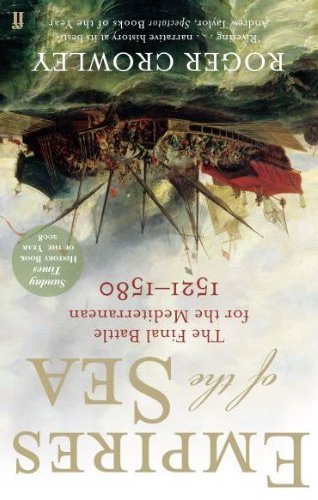 EMPIRES
of the SEA
The Final Battle
for the Mediterranean
1521–1580
Sunday
Times
HISTORY BOOK
OF THE YEAR
2008
ROGER CROWLEY
'Riveting ... narrative history at its best.'
Andrew Taylor, Spectator Books of the Year
ff